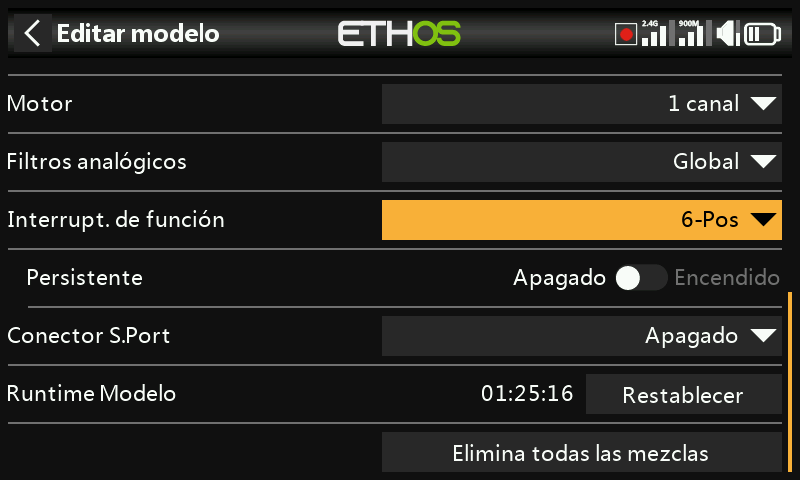 Editar modelo
ETHOS
2.4G
900M
Motor
1 canal
Filtros analógicos
Global
Interrupt. de función
6-Pos
Persistente
Apagado
Encendido
Conector S.Port
Apagado
Runtime Modelo
01:25:16
Restablecer
Elimina todas las mezclas